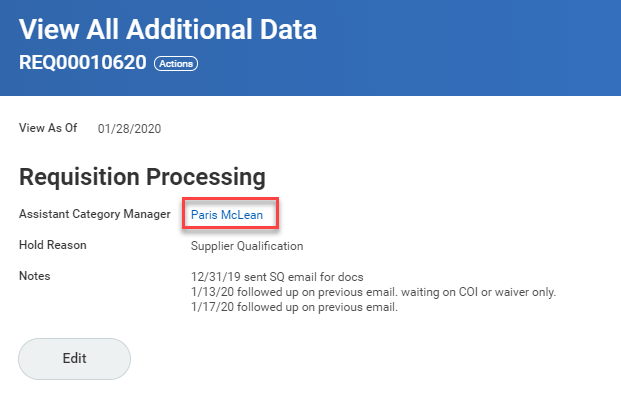 View All Additional Data
REQ00010620 Actions
View As Of 01/28/2020
Requisition Processing
Assistant Category Manager Paris McLean
Hold Reason Supplier Qualification
Notes 12/31/19 sent SQ email for docs
1/13/20 followed up on previous email. waiting on COI or waiver only.
1/17/20 followed up on previous email.
Edit